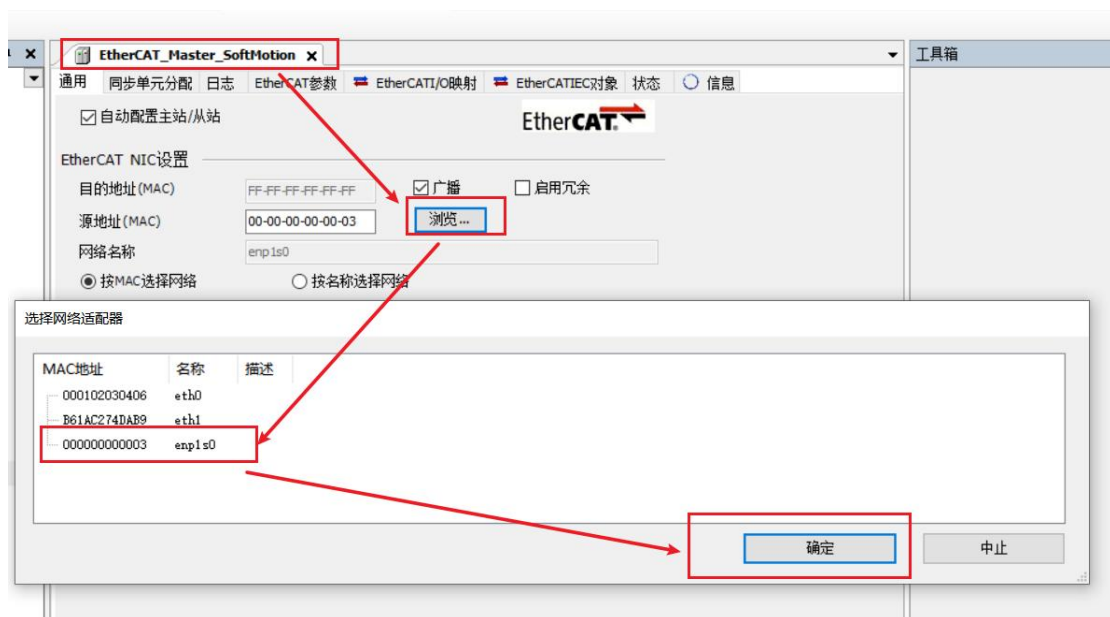 EtherCAT_Master_SoftMotion x
工具箱
通用 同步单元分配 日志 EtherCAT参数 EtherCATI/O映射 EtherCATIEC对象 状态 信息
自动配置主站/从站
EtherCAT.
EtherCAT NIC设置
目的地址(MAC) FF-FF-FF-FF-FF-FF 广播 启用冗余
源地址(MAC) 00-00-00-00-00-03 浏览...
网络名称 enp1s0
按MAC选择网络 按名称选择网络
选择网络适配器
MAC地址 名称 描述
000102030406 eth0
B61AC274DAB9 eth1
000000000003 enp1s0
确定 中止